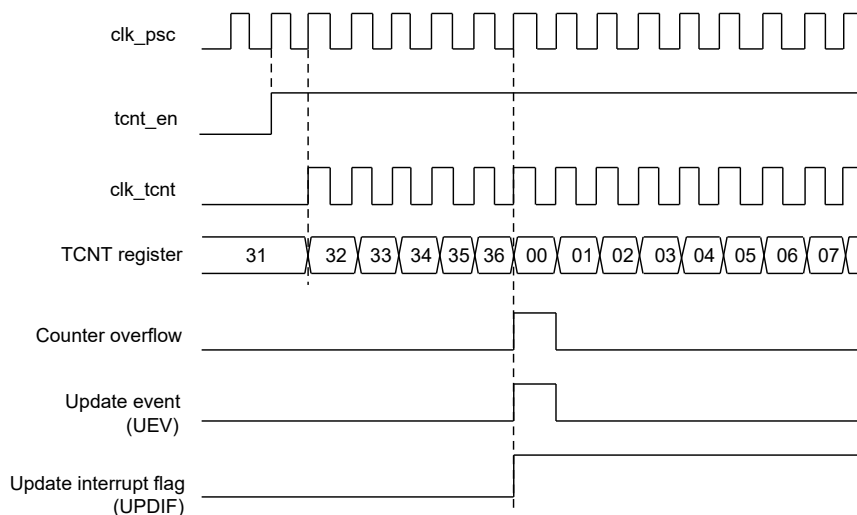 clk_psc
tcnt_en
clk_tcnt
TCNT register
31 32 33 34 35 36 00 01 02 03 04 05 06 07
Counter overflow
Update event
(UEV)
Update interrupt flag
(UPDIF)